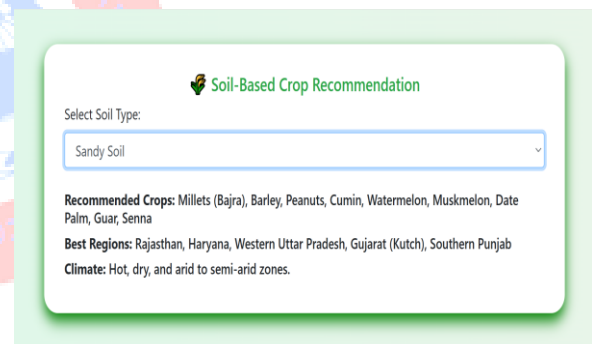 Soil-Based Crop Recommendation
Select Soil Type:
Sandy Soil
Recommended Crops: Millets (Bajra), Barley, Peanuts, Cumin, Watermelon, Muskmelon, Date
Palm, Guar, Senna
Best Regions: Rajasthan, Haryana, Western Uttar Pradesh, Gujarat (Kutch), Southern Punjab
Climate: Hot, dry, and arid to semi-arid zones.